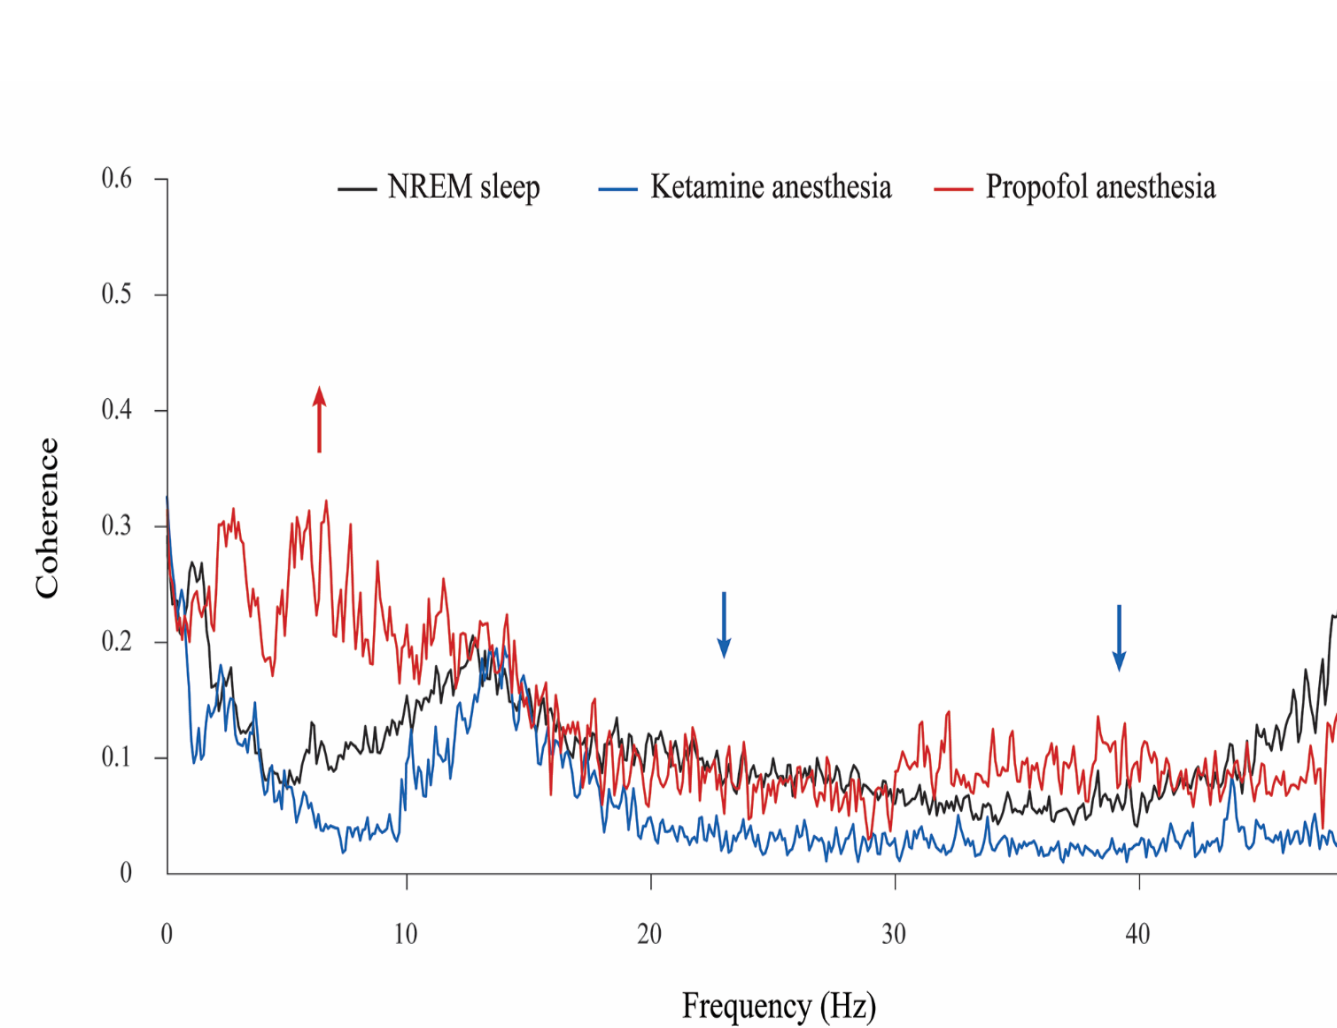 NREM sleep
Ketamine anesthesia
Propofol anesthesia
0.6
0.5
0.4
0.3
0.2
0.1
0
Coherence
0
10
20
30
40
Frequency (Hz)